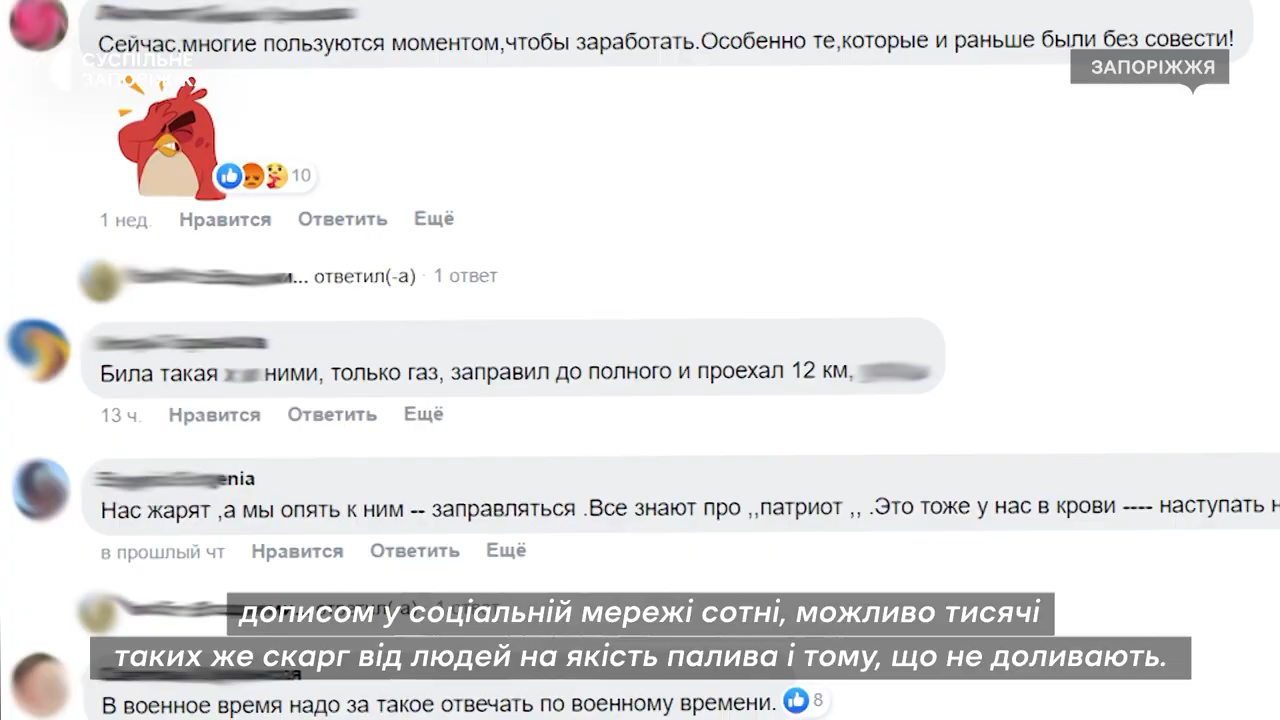 Сейчас.многие пользуются моментом,чтобы заработать.Особенно те,которые и раньше были без совести!
СУСПІЛЬНЕ
ЗАПОРІЖЖЯ
ЗАПОРІЖЖЯ
10
1 нед. Нравится Ответить Ещё
... ответил(-а) · 1 ответ
Била такая ними, только газ, заправил до полного и проехал 12 км,
13 ч. Нравится Ответить Ещё
enia
Нас жарят ,а мы опять к ним -- заправляться .Все знают про ,,патриот ,, .Это тоже у нас в крови ---- наступать н
в прошлый чт Нравится Ответить Ещё
дописом у соціальній мережі сотні, можливо тисячі
таких же скарг від людей на якість палива і тому, що не доливають.
В военное время надо за такое отвечать по военному времени. 8